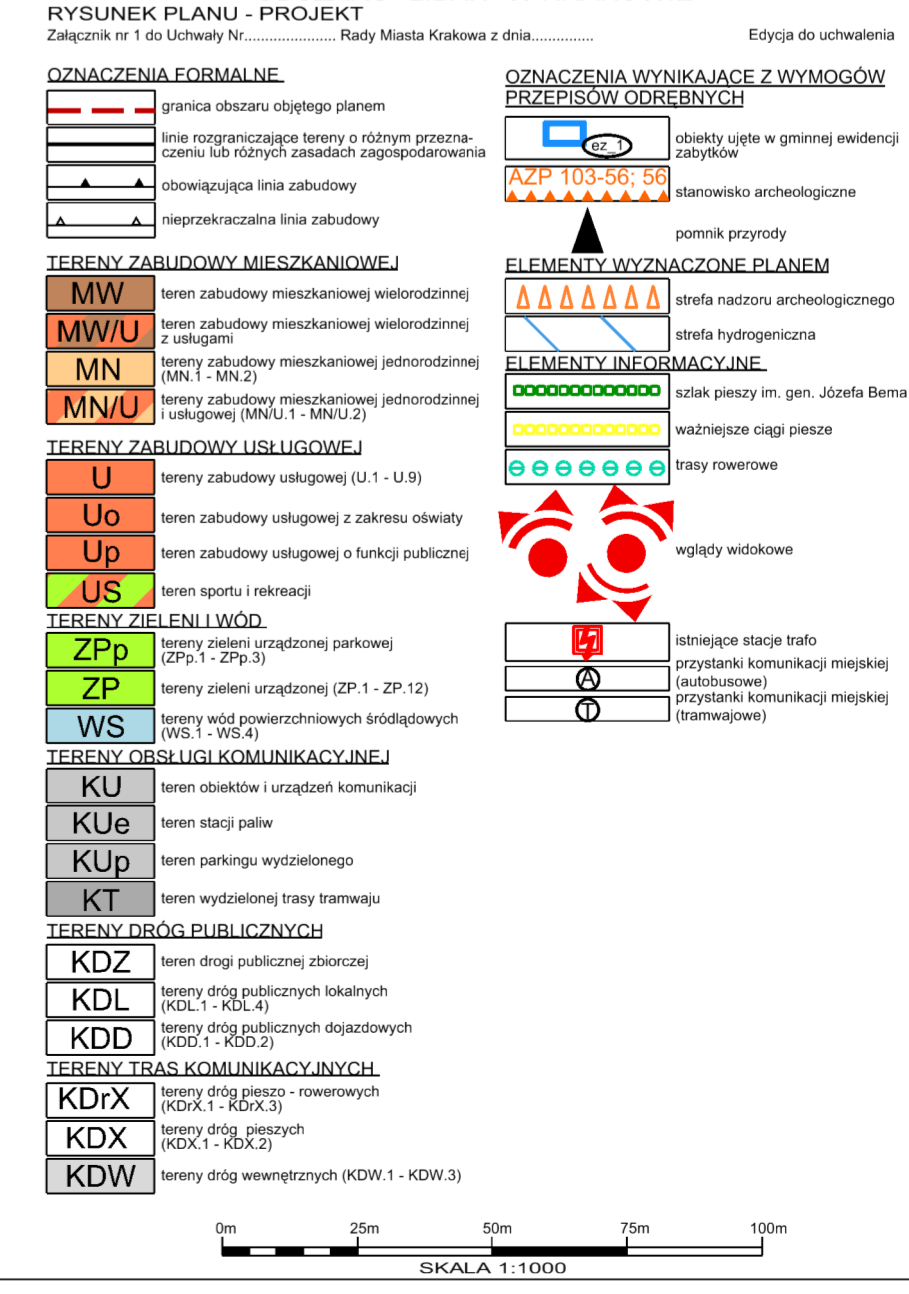 RYSUNEK PLANU - PROJEKT
Załącznik nr 1 do Uchwały Nr...................... Rady Miasta Krakowa z dnia............... Edycja do uchwalenia
OZNACZENIA FORMALNE
granica obszaru objętego planem
linie rozgraniczające tereny o różnym przezna-
czeniu lub różnych zasadach zagospodarowania
obowiązująca linia zabudowy
nieprzekraczalna linia zabudowy
TERENY ZABUDOWY MIESZKANIOWEJ
MW teren zabudowy mieszkaniowej wielorodzinnej
MW/U teren zabudowy mieszkaniowej wielorodzinnej
z usługami
MN tereny zabudowy mieszkaniowej jednorodzinnej
(MN.1 - MN.2)
MN/U tereny zabudowy mieszkaniowej jednorodzinnej
i usługowej (MN/U.1 - MN/U.2)
TERENY ZABUDOWY USŁUGOWEJ
U tereny zabudowy usługowej (U.1 - U.9)
Uo teren zabudowy usługowej z zakresu oświaty
Up teren zabudowy usługowej o funkcji publicznej
US teren sportu i rekreacji
TERENY ZIELENI I WÓD
ZPp tereny zieleni urządzonej parkowej
(ZPp.1 - ZPp.3)
ZP tereny zieleni urządzonej (ZP.1 - ZP.12)
WS tereny wód powierzchniowych śródlądowych
(WS.1 - WS.4)
TERENY OBSŁUGI KOMUNIKACYJNEJ
KU teren obiektów i urządzeń komunikacji
KUe teren stacji paliw
KUp teren parkingu wydzielonego
KT teren wydzielonej trasy tramwaju
TERENY DRÓG PUBLICZNYCH
KDZ teren drogi publicznej zbiorczej
KDL tereny dróg publicznych lokalnych
(KDL.1 - KDL.4)
KDD tereny dróg publicznych dojazdowych
(KDD.1 - KDD.2)
TERENY TRAS KOMUNIKACYJNYCH
KDrX tereny dróg pieszo - rowerowych
(KDrX.1 - KDrX.3)
KDX tereny dróg pieszych
(KDX.1 - KDX.2)
KDW tereny dróg wewnętrznych (KDW.1 - KDW.3)
OZNACZENIA WYNIKAJĄCE Z WYMOGÓW
PRZEPISÓW ODRĘBNYCH
ez_1 obiekty ujęte w gminnej ewidencji
zabytków
AZP 103-56; 56 stanowisko archeologiczne
pomnik przyrody
ELEMENTY WYZNACZONE PLANEM
strefa nadzoru archeologicznego
strefa hydrogeniczna
ELEMENTY INFORMACYJNE
szlak pieszy im. gen. Józefa Bema
ważniejsze ciągi piesze
trasy rowerowe
wglądy widokowe
istniejące stacje trafo
A przystanki komunikacji miejskiej
(autobusowe)
T przystanki komunikacji miejskiej
(tramwajowe)
0m 25m 50m 75m 100m
SKALA 1:1000